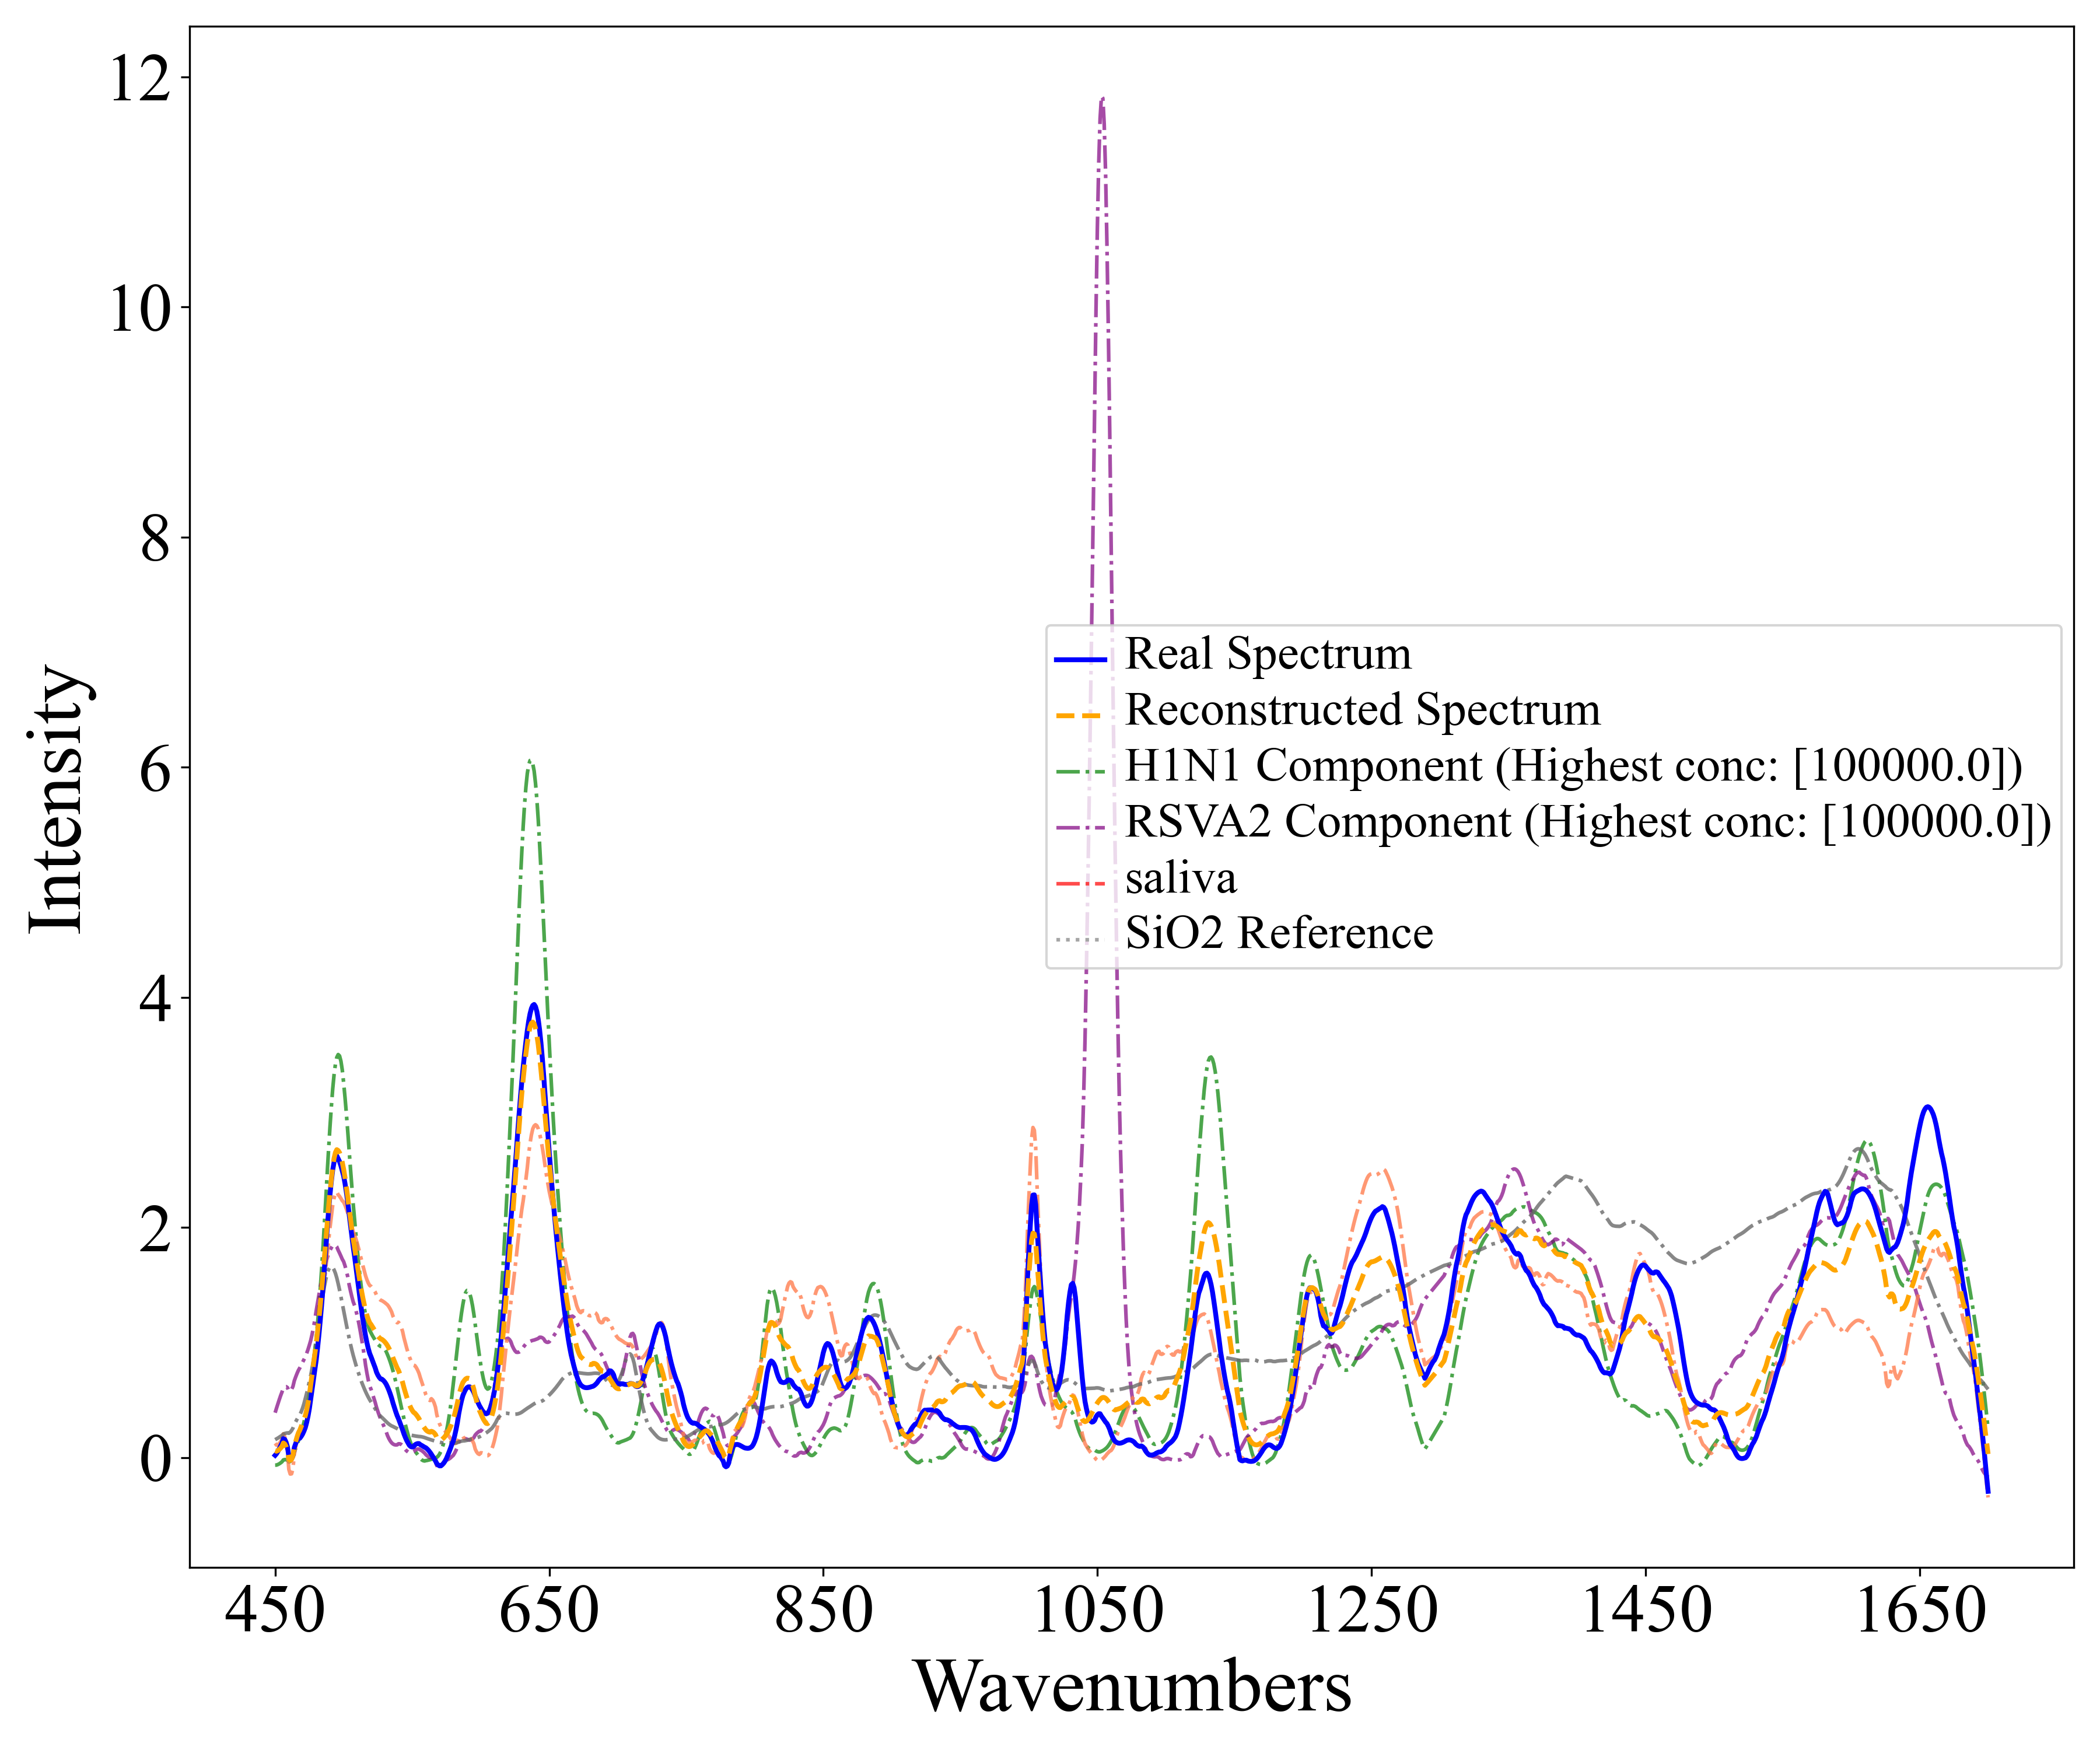 12
10
8
6
4
2
0
Intensity
Real Spectrum
Reconstructed Spectrum
H1N1 Component (Highest conc: [100000.0])
RSVA2 Component (Highest conc: [100000.0])
saliva
SiO2 Reference
450 650 850 1050 1250 1450 1650
Wavenumbers